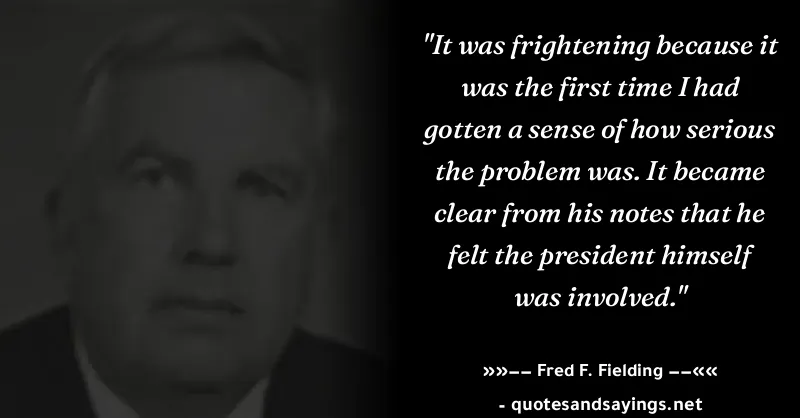 "It was frightening because it
was the first time I had
gotten a sense of how serious
the problem was. It became
clear from his notes that he
felt the president himself
was involved."
»»–– Fred F. Fielding ––««
- quotesandsayings.net